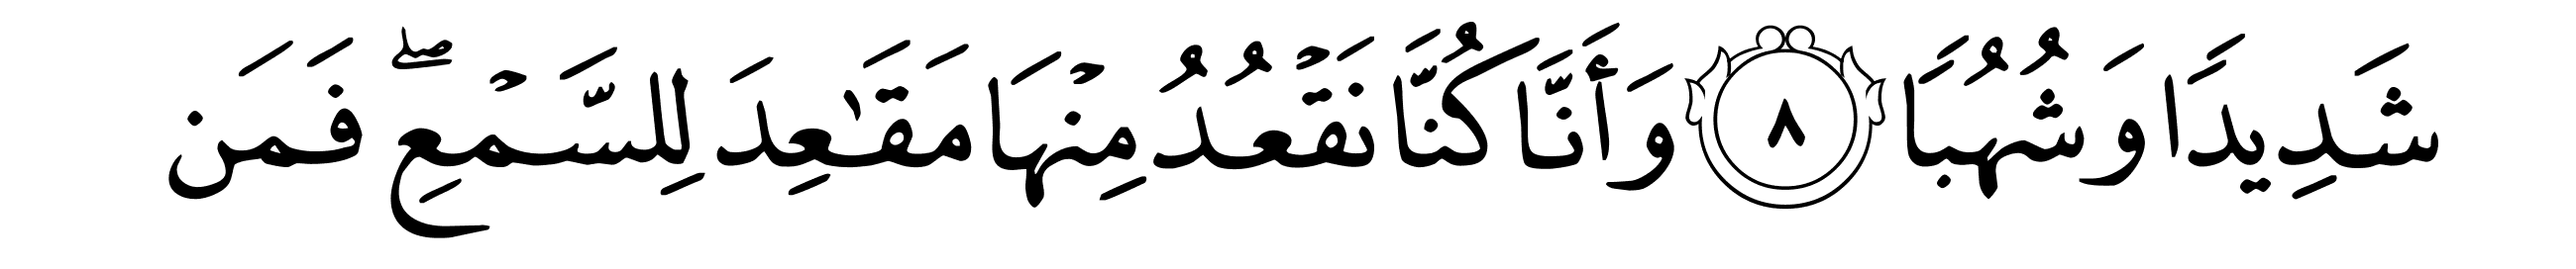 شَدِيدًا وَشُهُبًا ٨ وَأَنَّا كُنَّا نَقْعُدُ مِنْهَا مَقَٰعِدَ لِلسَّمْعِ ۖ فَمَن